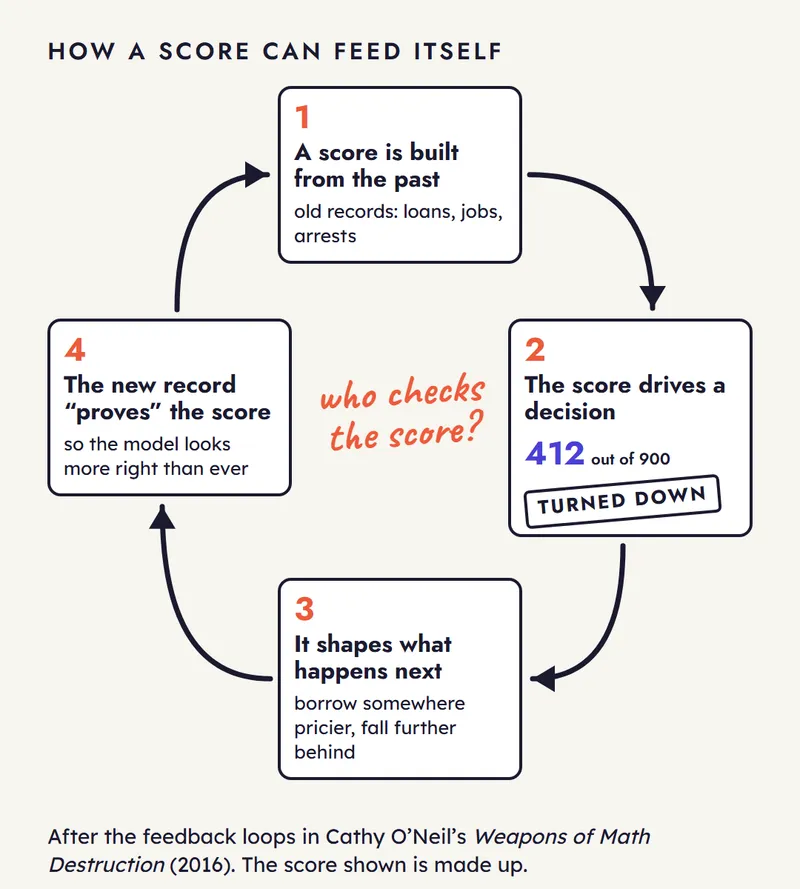 HOW A SCORE CAN FEED ITSELF
1
A score is built
from the past
old records: loans, jobs,
arrests
2
The score drives a
decision
412 out of 900
TURNED DOWN
3
It shapes what
happens next
borrow somewhere
pricier, fall further
behind
4
The new record
“proves” the score
so the model looks
more right than ever
who checks
the score?
After the feedback loops in Cathy O’Neil’s Weapons of Math
Destruction (2016). The score shown is made up.